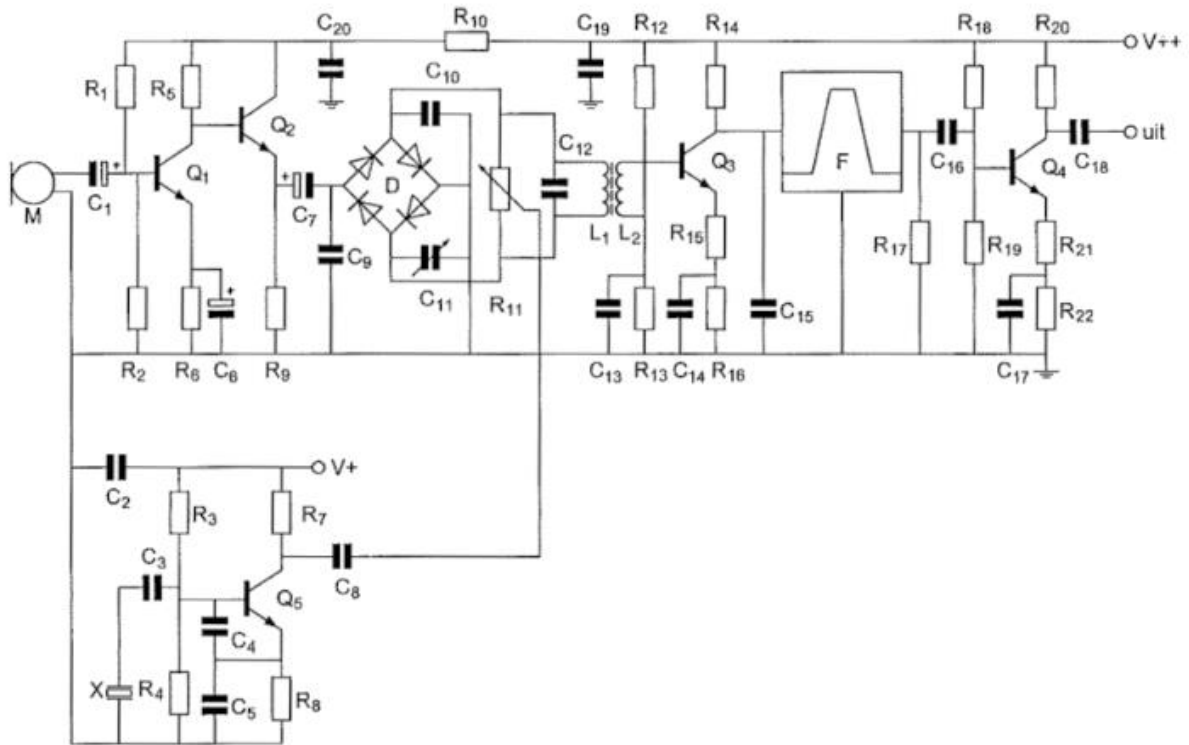 C20 R10 C19 R12 R14 R18 R20
V++
R1 R5 Q2 C10
C12 Q3 F C16 Q4 C18 uit
M C1 Q1 C7 D
C9 C11 R11 L1 L2 R15 R17 R19 R21
+ + +
C15 R22
R2 R6 C6 R9 C13 R13 C14 R16 C17
C2 V+
R3 R7
C3 C8
Q5
C4
X R4 C5 R8